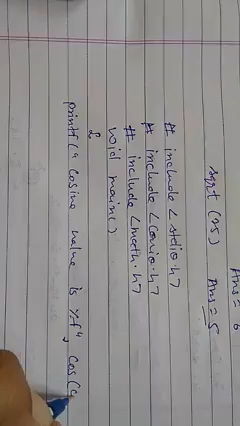 Ans = 6
sqrt (25) Ans = 5
# include < stdio.h>
# include < conio.h>
# include <math.h>
void main()
{
printf(" cosine value is %f", cos(